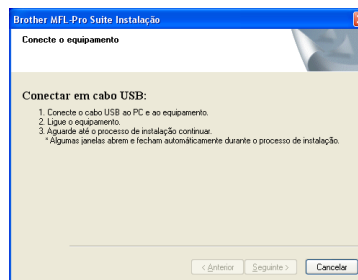 Brother MFL-Pro Suite Instalação
Conecte o equipamento
Conectar em cabo USB:
1. Conecte o cabo USB ao PC e ao equipamento.
2. Ligue o equipamento.
3. Aguarde até o processo de instalação continuar.
* Algumas janelas abrem e fecham automáticamente durante o processo de instalação.
< Anterior Seguinte > Cancelar